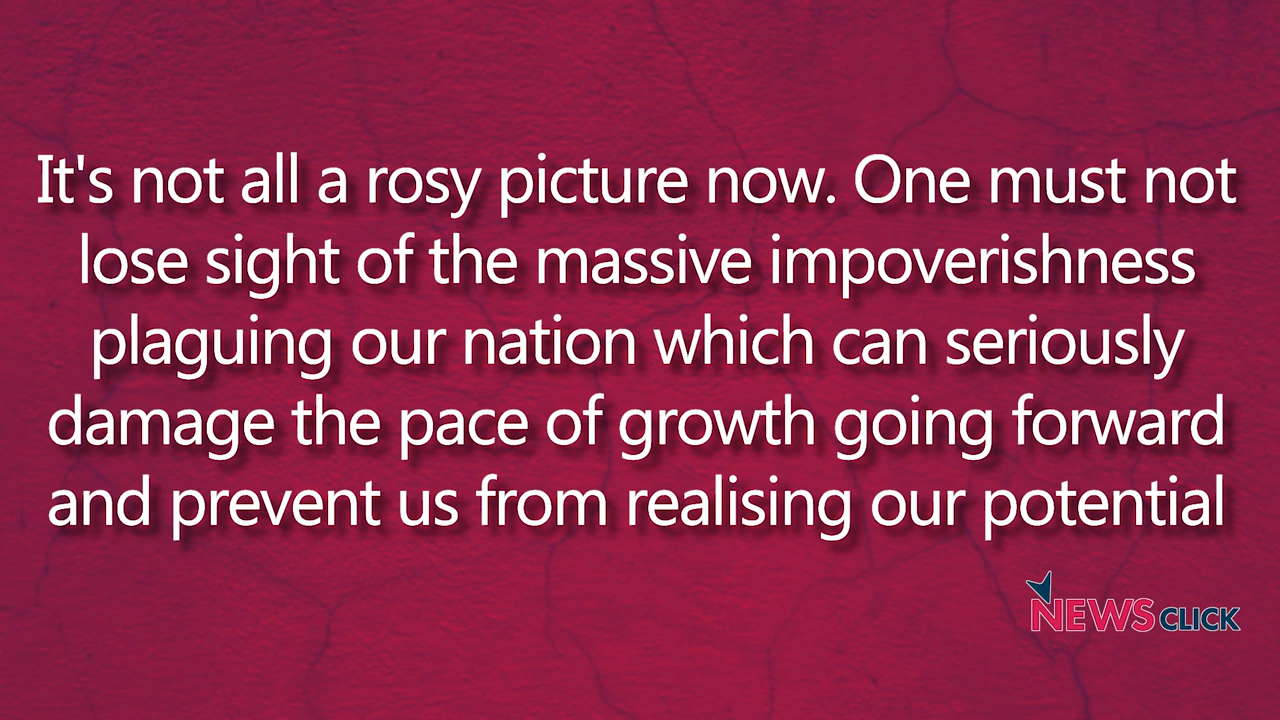 It's not all a rosy picture now. One must not
lose sight of the massive impoverishness
plaguing our nation which can seriously
damage the pace of growth going forward
and prevent us from realising our potential
NEWSCLICK